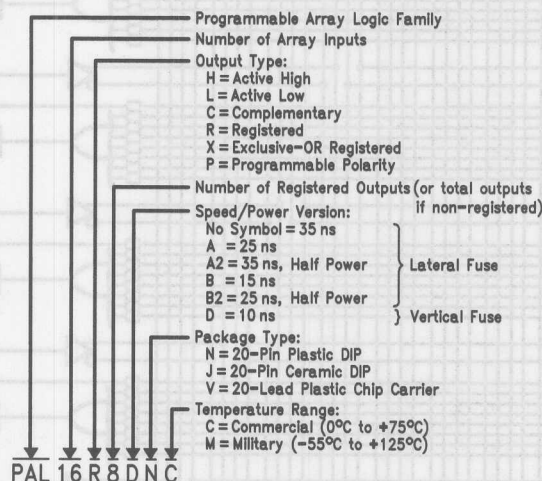 Programmable Array Logic Family
Number of Array Inputs
Output Type:
H = Active High
L = Active Low
C = Complementary
R = Registered
X = Exclusive-OR Registered
P = Programmable Polarity
Number of Registered Outputs (or total outputs
if non-registered)
Speed/Power Version:
No Symbol = 35 ns
A = 25 ns
A2 = 35 ns, Half Power
B = 15 ns
B2 = 25 ns, Half Power
D = 10 ns
Lateral Fuse
Vertical Fuse
Package Type:
N = 20-Pin Plastic DIP
J = 20-Pin Ceramic DIP
V = 20-Lead Plastic Chip Carrier
Temperature Range:
C = Commercial (0°C to +75°C)
M = Military (-55°C to +125°C)
PAL 16 R 8 D N C